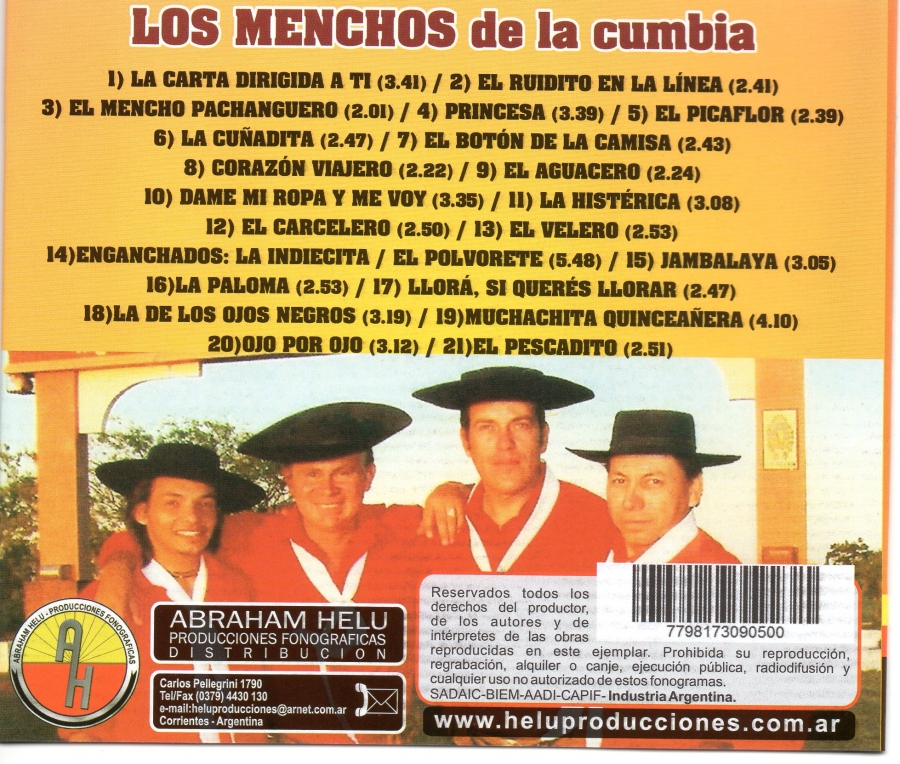 LOS MENCHOS de la cumbia
1) LA CARTA DIRIGIDA A TI (3.41) / 2) EL RUIDITO EN LA LÍNEA (2.41)
3) EL MENCHO PACHANGUERO (2.01) / 4) PRINCESA (3.39) / 5) EL PICAFLOR (2.39)
6) LA CUÑADITA (2.47) / 7) EL BOTÓN DE LA CAMISA (2.43)
8) CORAZÓN VIAJERO (2.22) / 9) EL AGUACERO (2.24)
10) DAME MI ROPA Y ME VOY (3.35) / 11) LA HISTÉRICA (3.08)
12) EL CARCELERO (2.50) / 13) EL VELERO (2.53)
14)ENGANCHADOS: LA INDIECITA / EL POLVORETE (5.48) / 15) JAMBALAYA (3.05)
16)LA PALOMA (2.53) / 17) LLORÁ, SI QUERÉS LLORAR (2.47)
18)LA DE LOS OJOS NEGROS (3.19) / 19)MUCHACHITA QUINCEAÑERA (4.10)
20)OJO POR OJO (3.12) / 21)EL PESCADITO (2.51)
ABRAHAM HELU - PRODUCCIONES FONOGRAFICAS
AH
ABRAHAM HELU
PRODUCCIONES FONOGRAFICAS
DISTRIBUCION
Carlos Pellegrini 1790
Tel/Fax (0379) 4430 130
e-mail:heluproducciones@arnet.com.ar
Corrientes - Argentina
Reservados todos los
derechos del productor,
de los autores y de
intérpretes de las obras
reproducidas en este ejemplar. Prohibida su reproducción,
regrabación, alquiler o canje, ejecución pública, radiodifusión y
cualquier uso no autorizado de estos fonogramas.
SADAIC-BIEM-AADI-CAPIF- Industria Argentina.
7798173090500
www.heluproducciones.com.ar